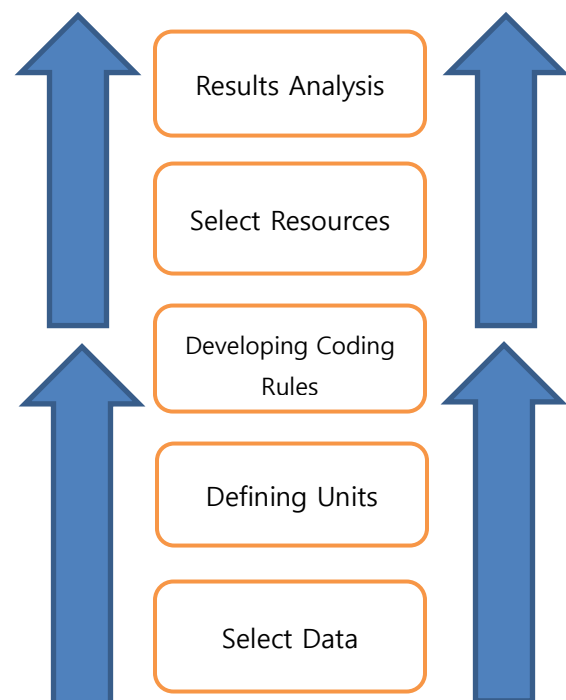 Results Analysis
Select Resources
Developing Coding
Rules
Defining Units
Select Data